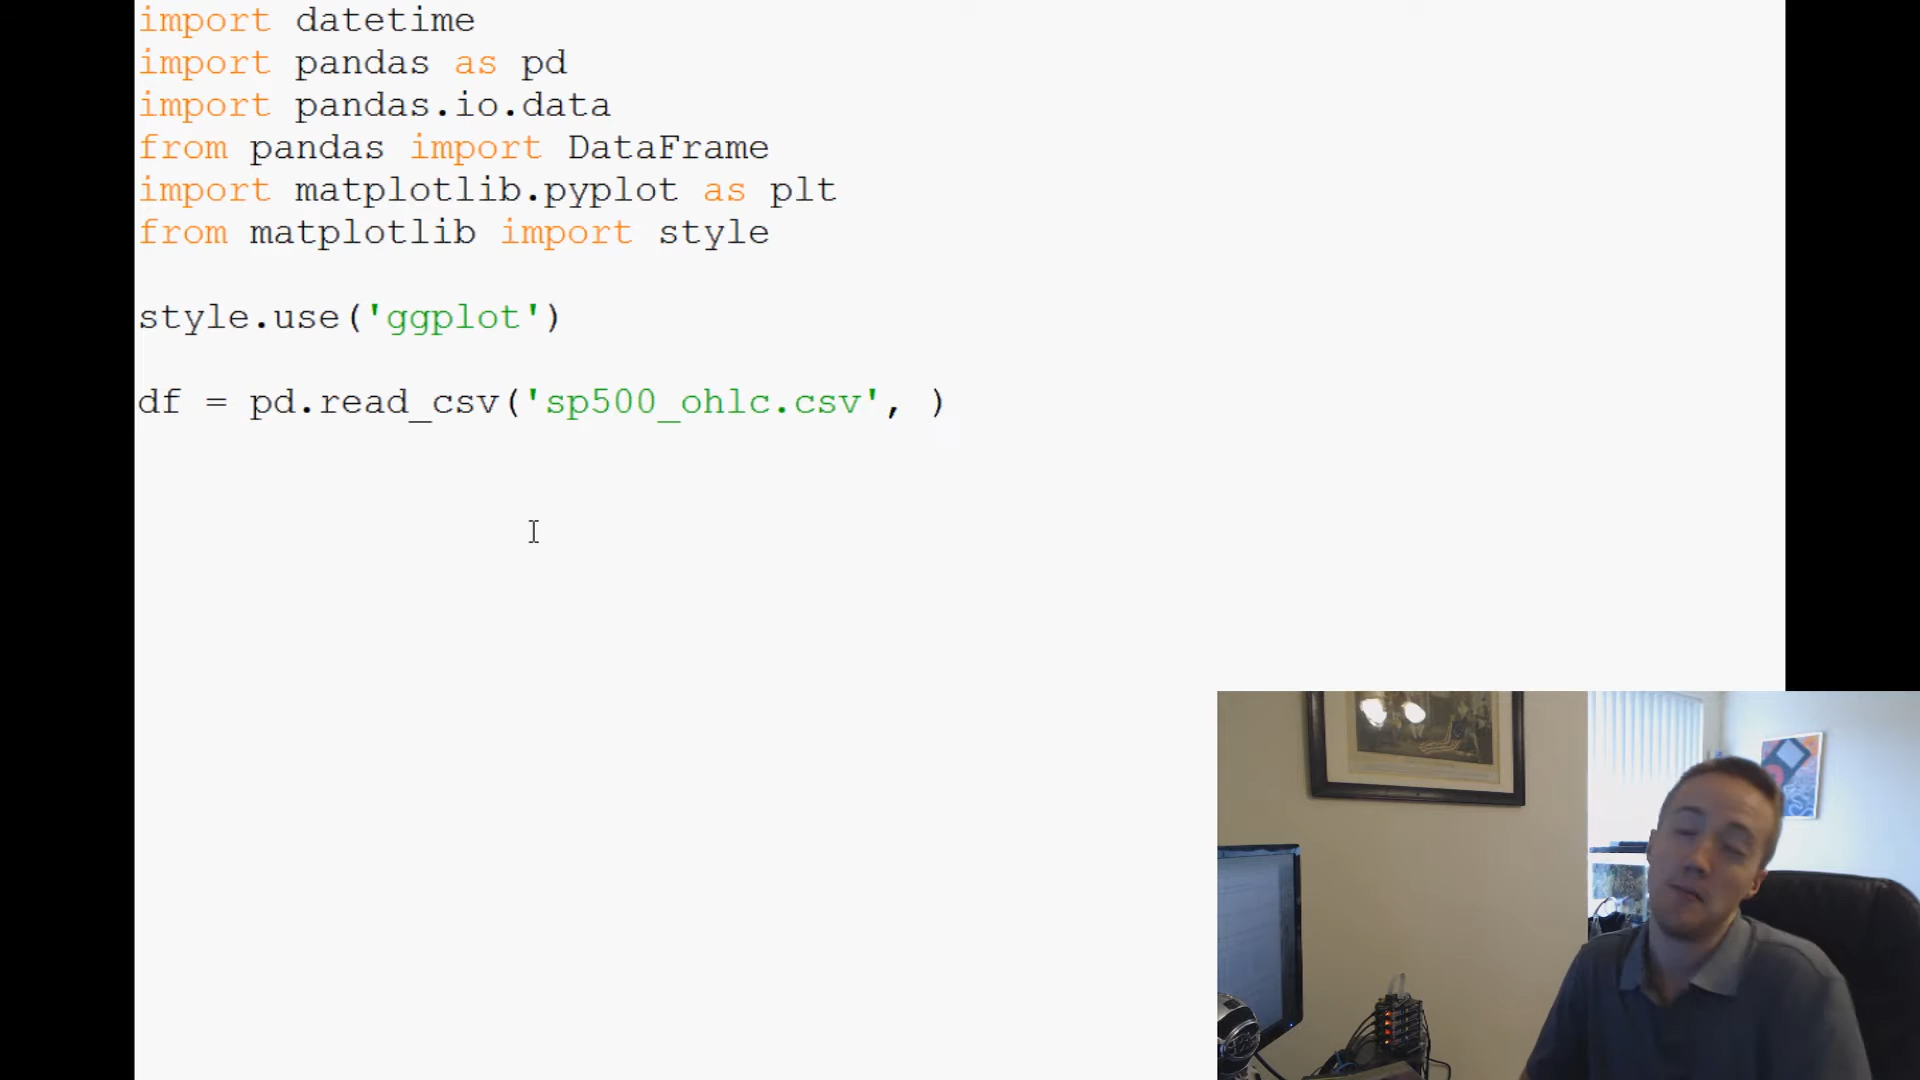 import datetime
import pandas as pd
import pandas.io.data
from pandas import DataFrame
import matplotlib.pyplot as plt
from matplotlib import style
style.use('ggplot')
df = pd.read_csv('sp500_ohlc.csv', )